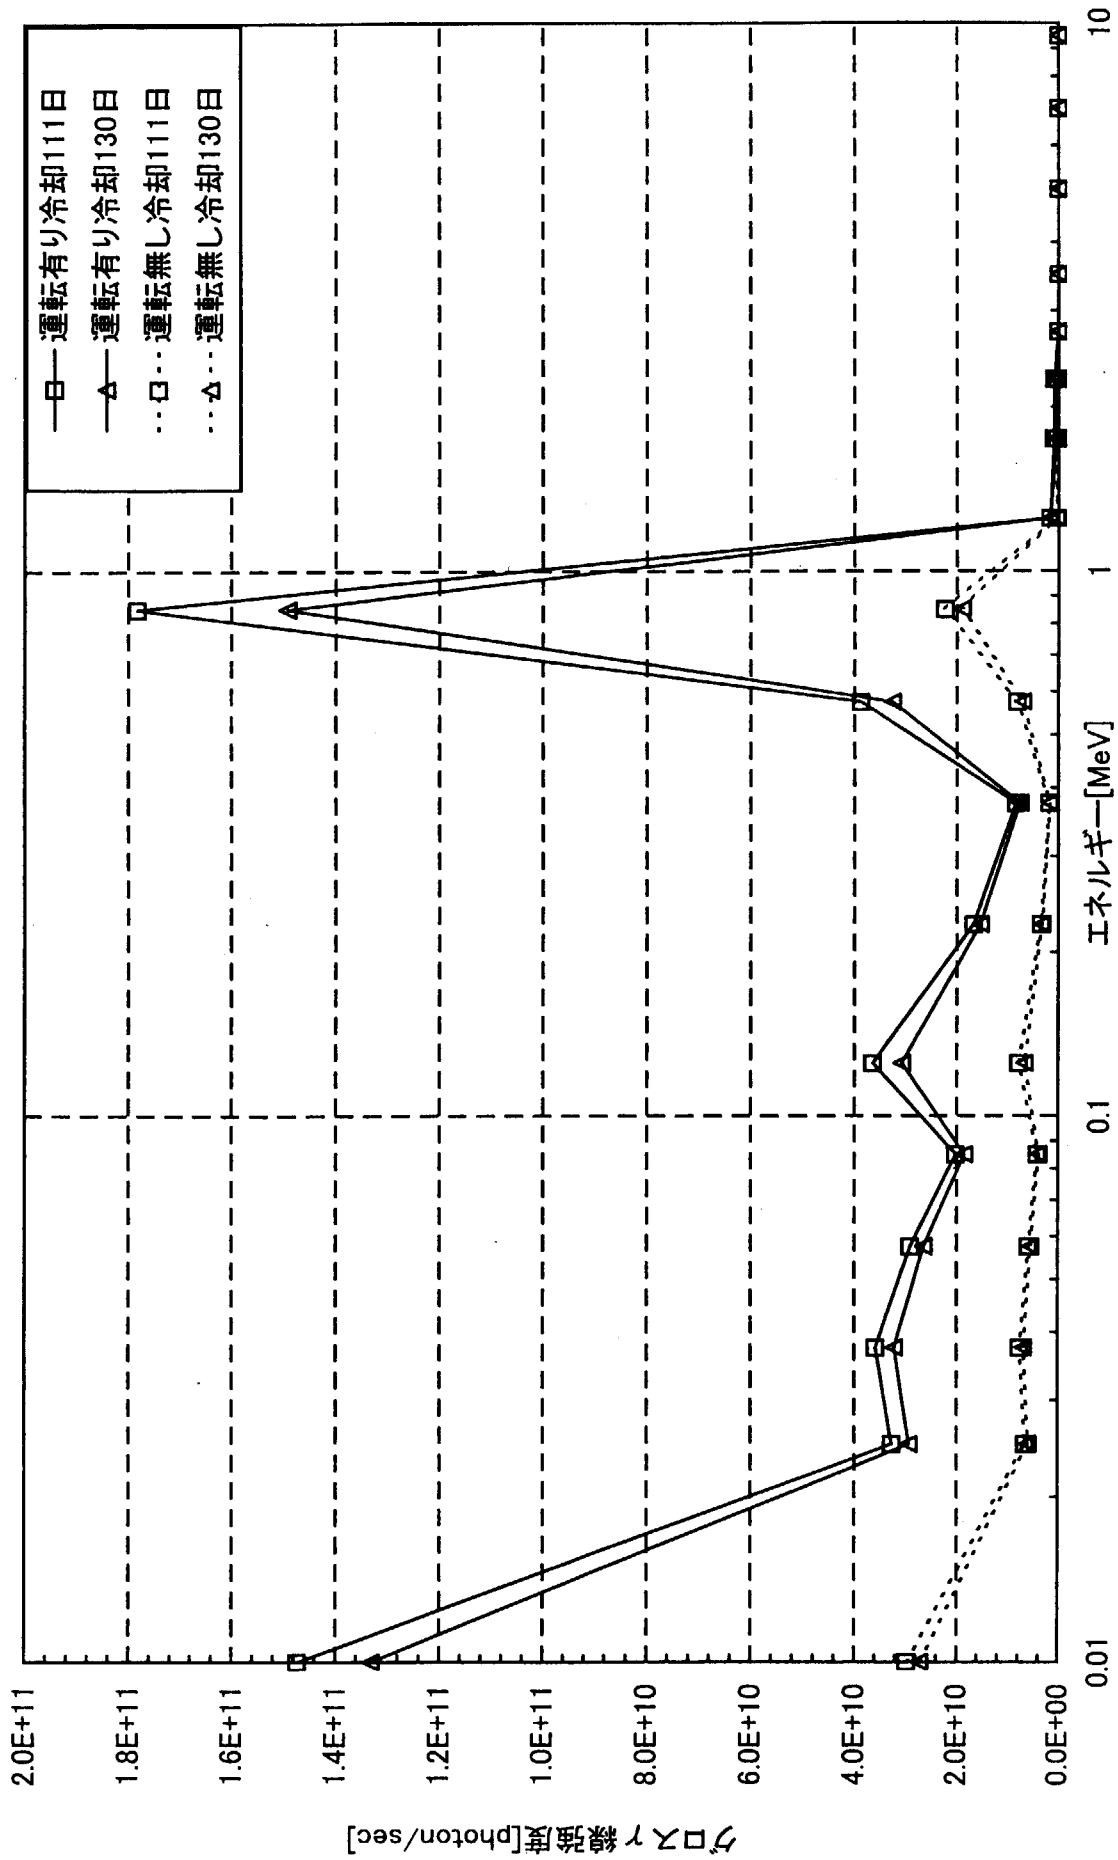 運転有り冷却111日
運転有り冷却130日
運転無し冷却111日
運転無し冷却130日
グロスγ線強度[photon/sec]
2.0E+11
1.8E+11
1.6E+11
1.4E+11
1.2E+11
1.0E+11
8.0E+10
6.0E+10
4.0E+10
2.0E+10
0.0E+00
0.01
0.1
1
10
エネルギー[MeV]